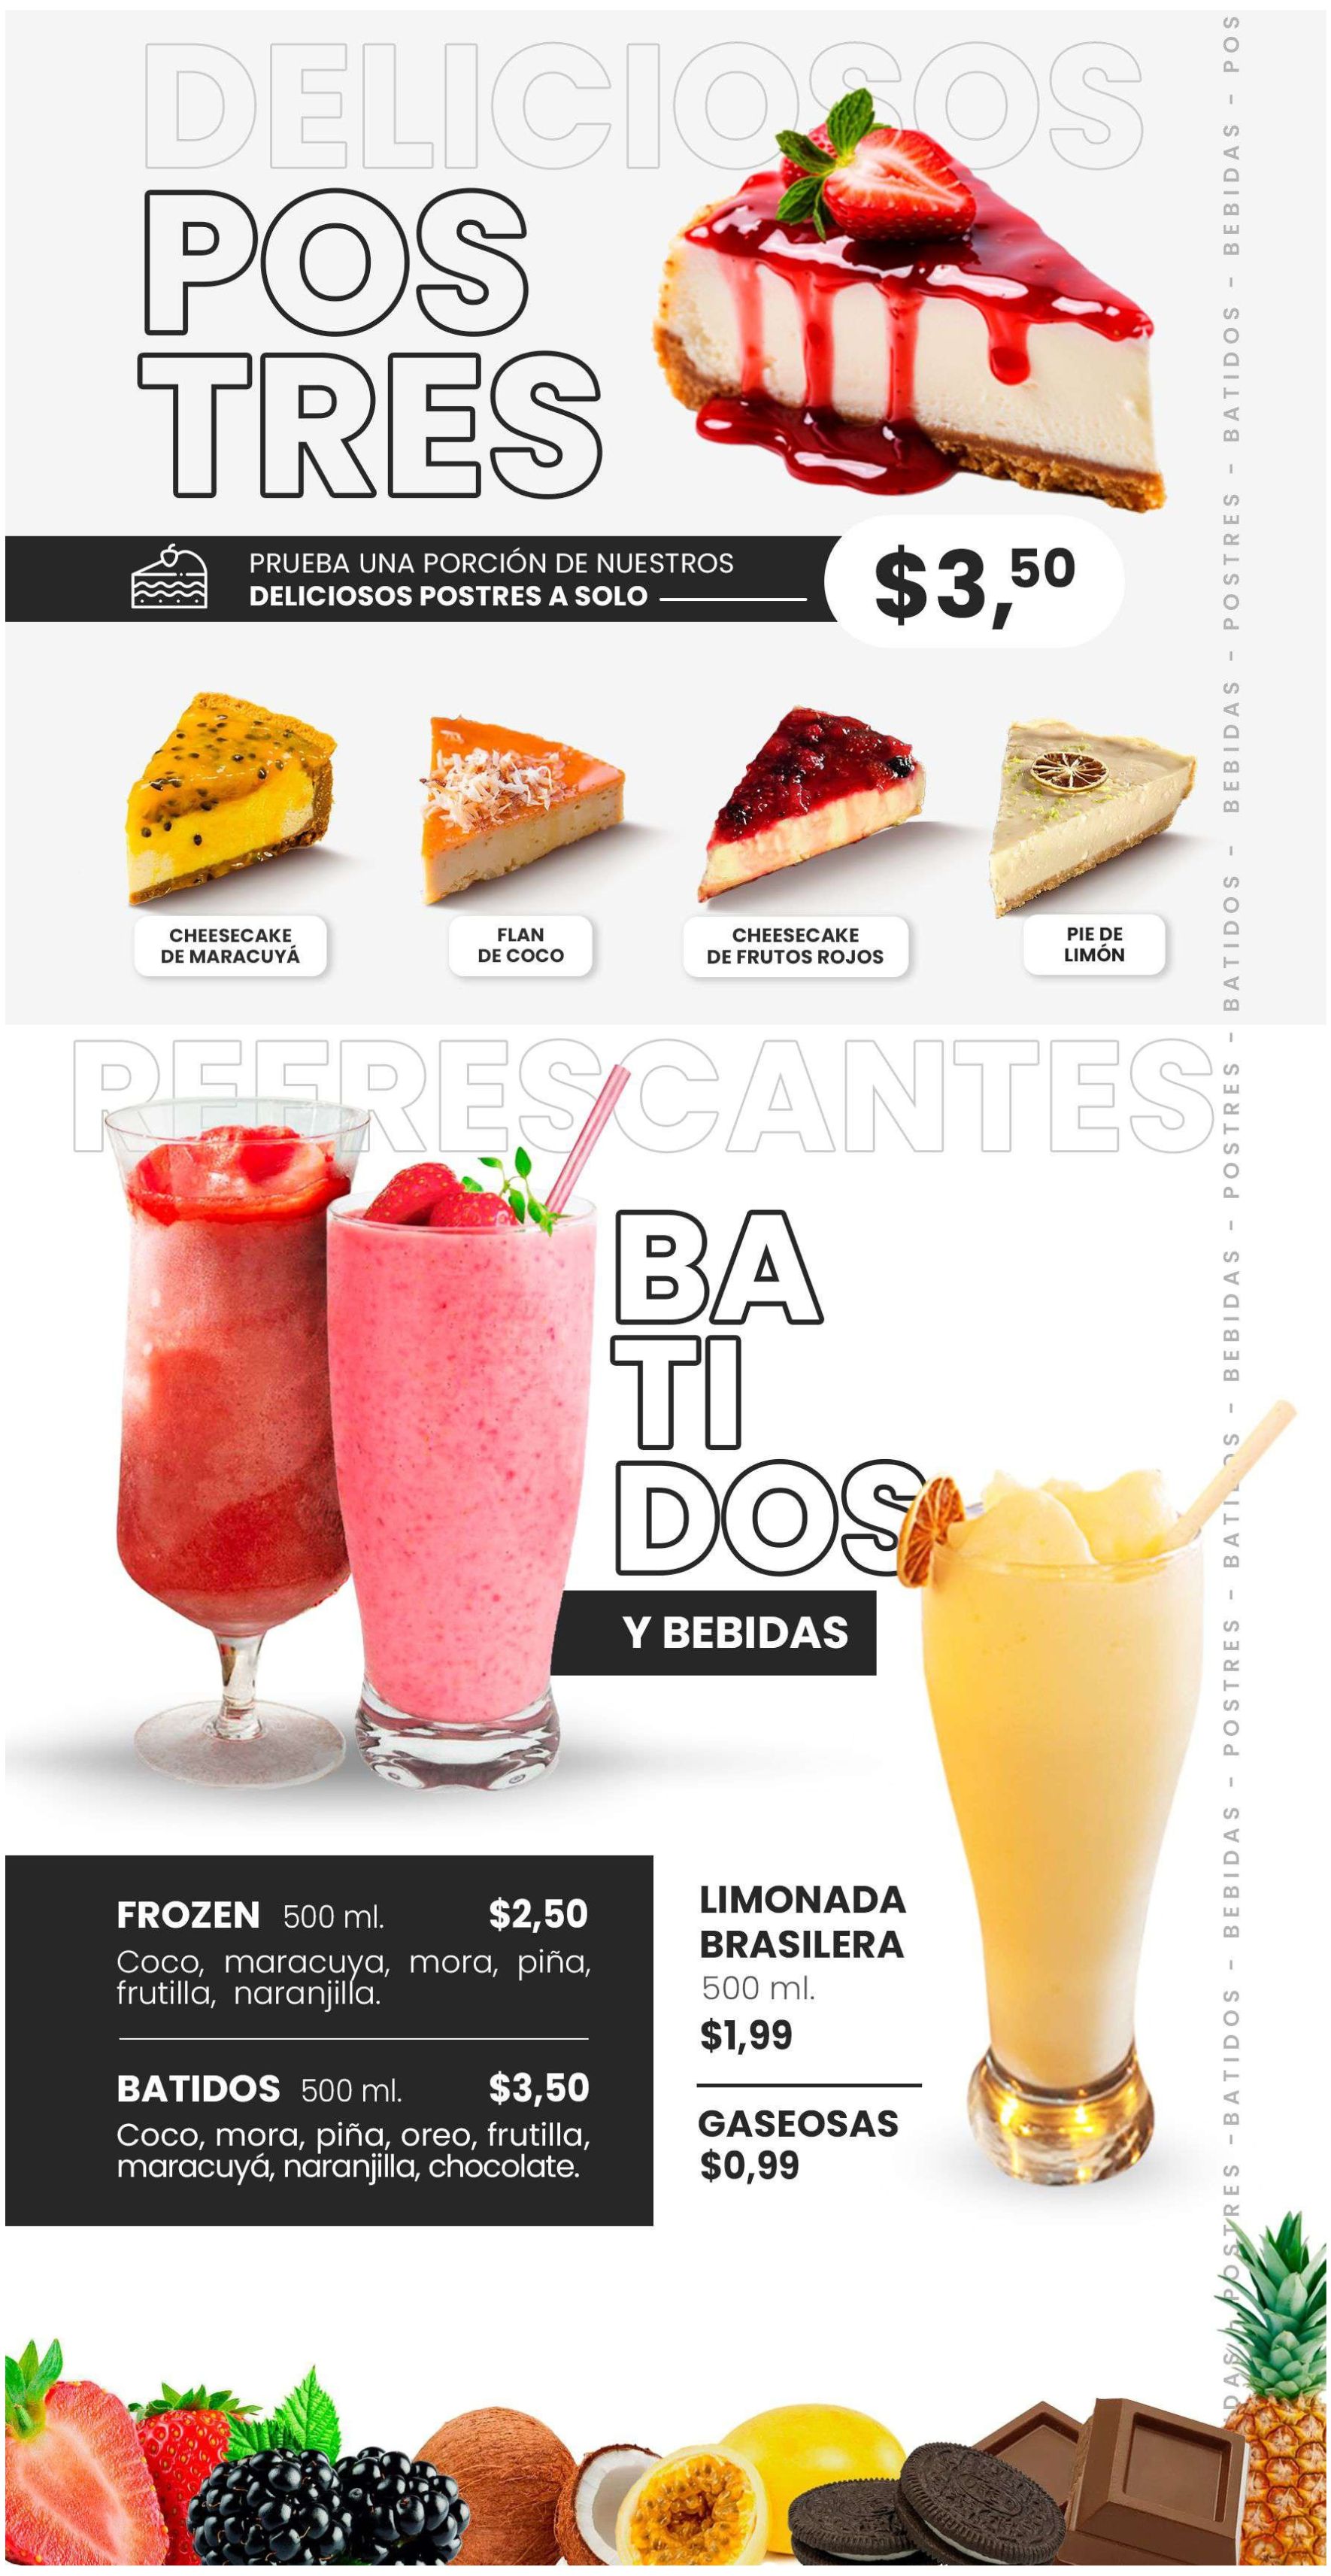 DELICIOSOS
POS
TRES
PRUEBA UNA PORCIÓN DE NUESTROS
DELICIOSOS POSTRES A SOLO
$3,50
CHEESECAKE
DE MARACUYÁ
FLAN
DE COCO
CHEESECAKE
DE FRUTOS ROJOS
PIE DE
LIMÓN
REFRESCANTES
BA
TI
DOS
Y BEBIDAS
FROZEN 500 ml. $2,50
Coco, maracuya, mora, piña,
frutilla, naranjilla.
BATIDOS 500 ml. $3,50
Coco, mora, piña, oreo, frutilla,
maracuyá, naranjilla, chocolate.
LIMONADA
BRASILERA
500 ml.
$1,99
GASEOSAS
$0,99
DAS - POSTRES - BATIDOS - BEBIDAS - POSTRES - BATIDOS - BEBIDAS - POSTRES - BATIDOS - BEBIDAS - POSTRES - BATIDOS - BEBIDAS - POS